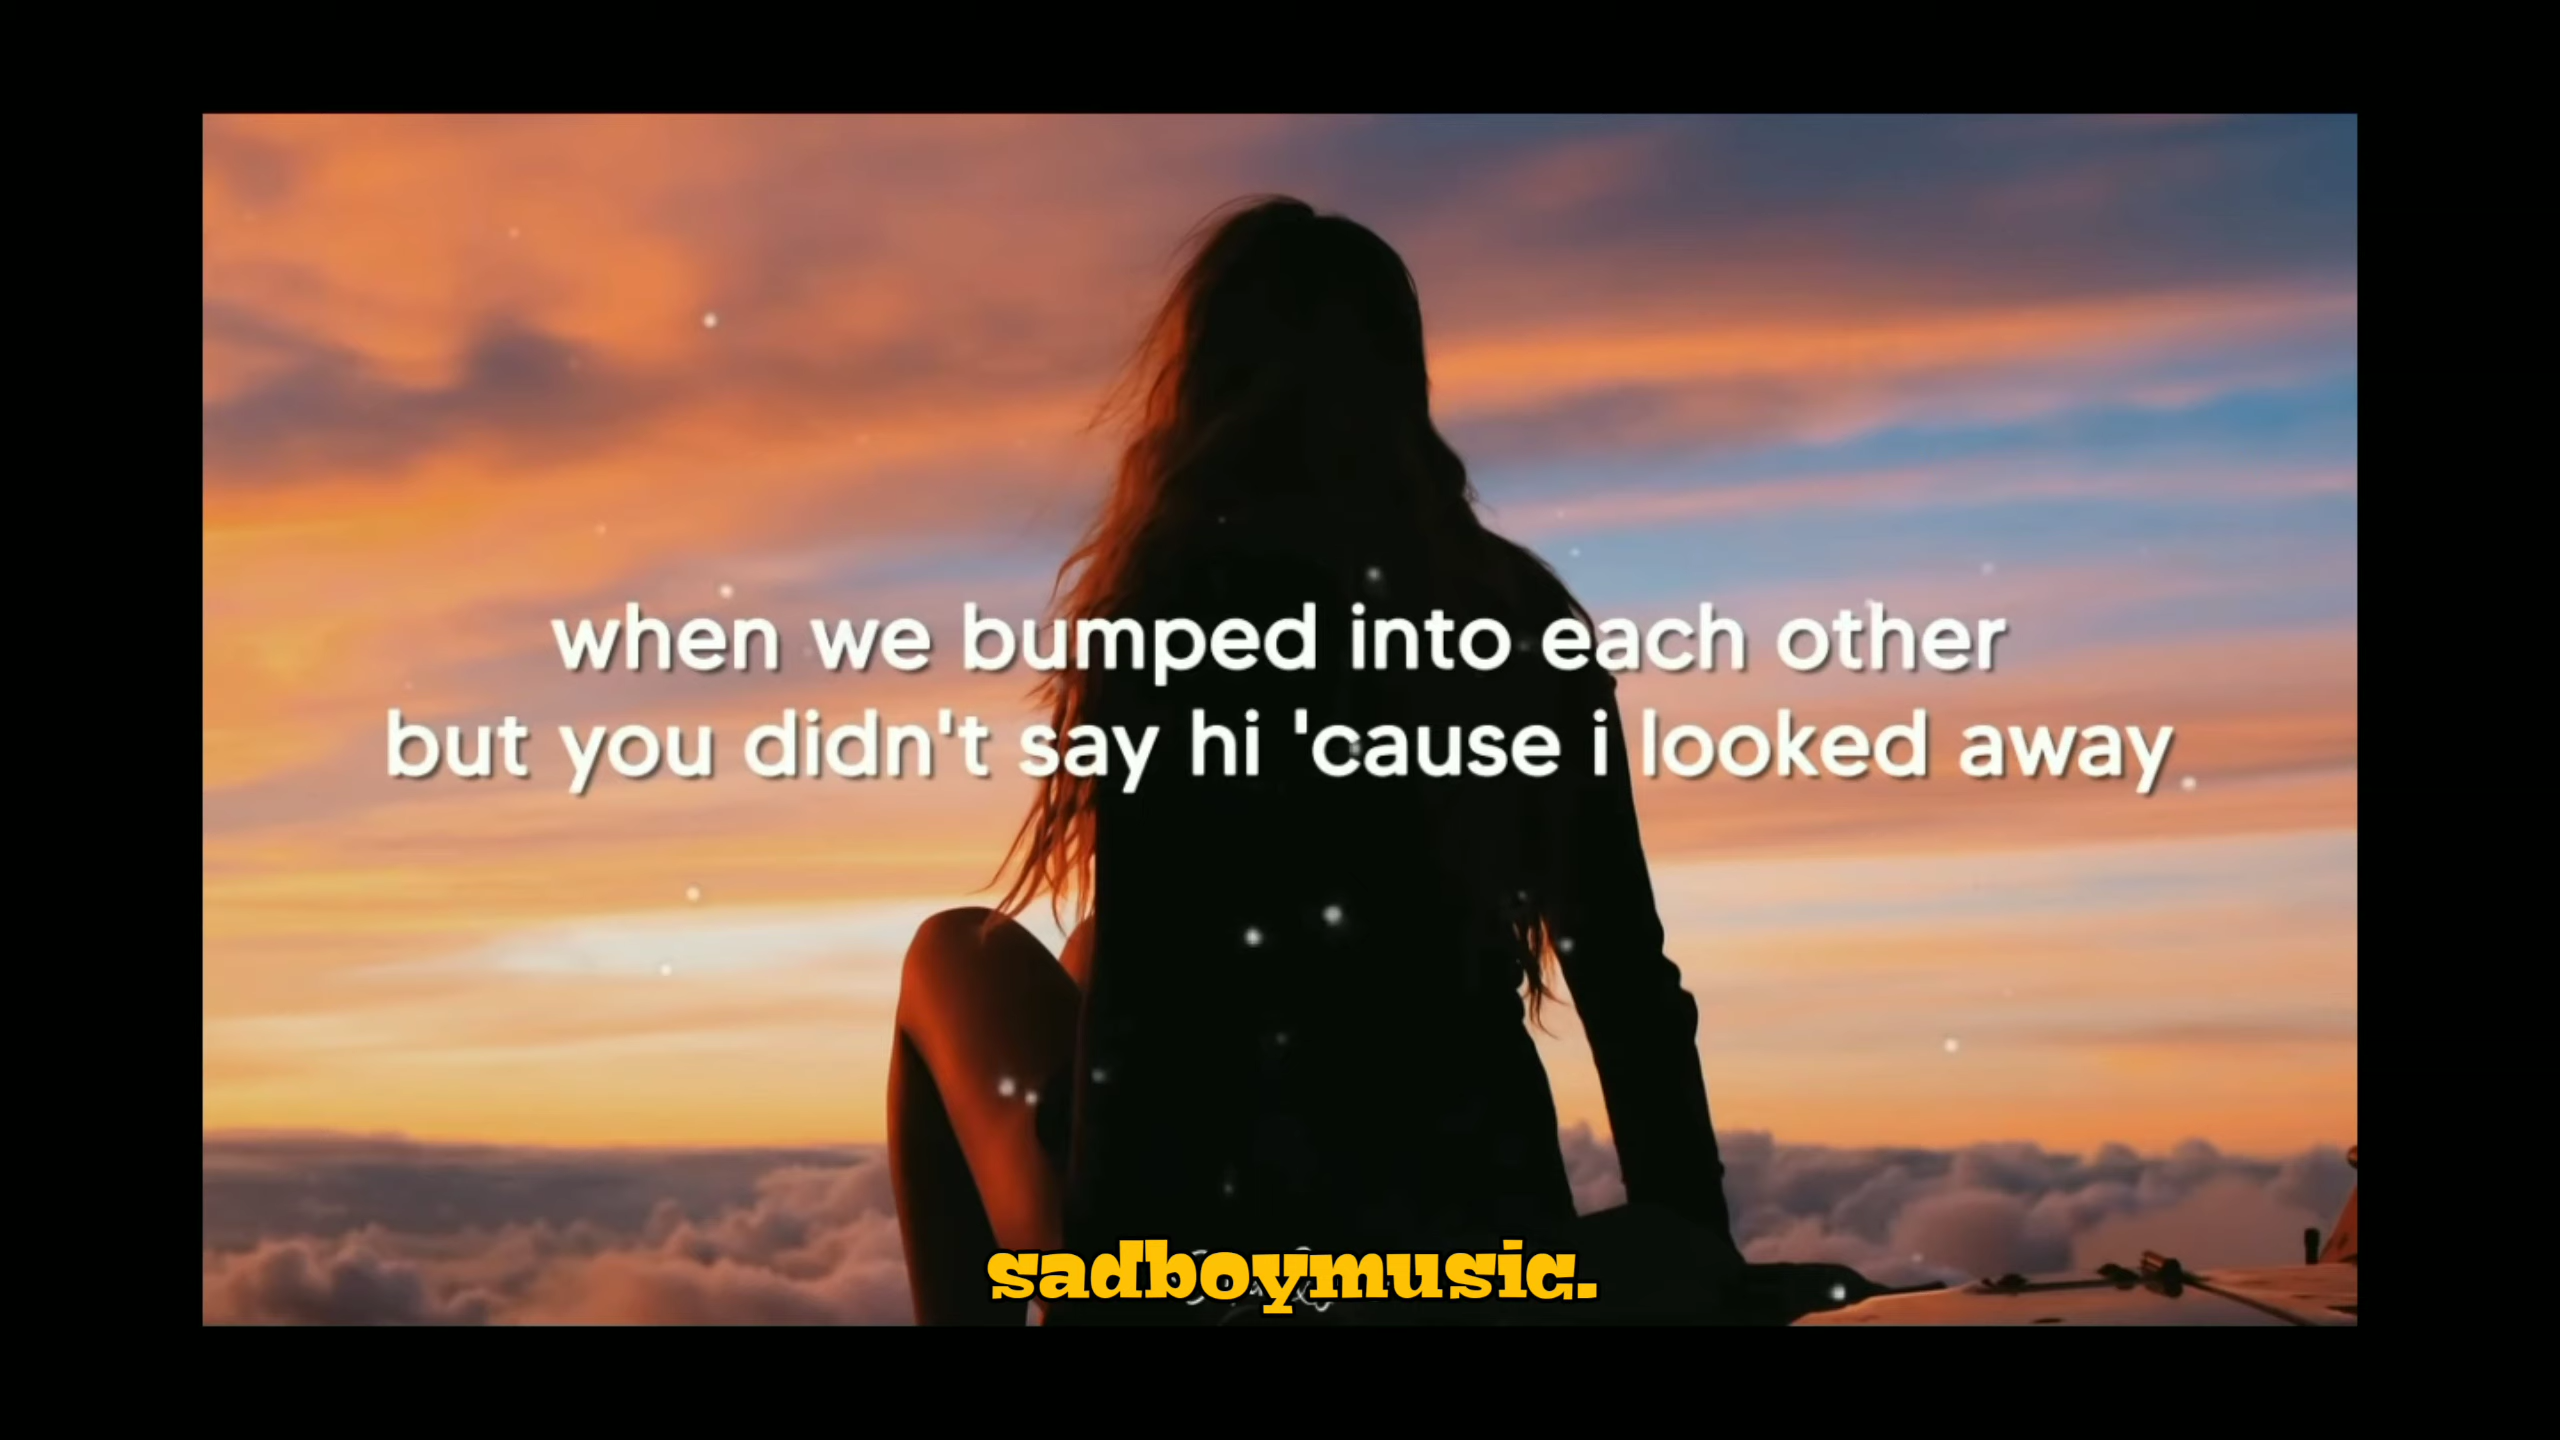 when we bumped into each other
but you didn't say hi 'cause i looked away
sadboymusic.